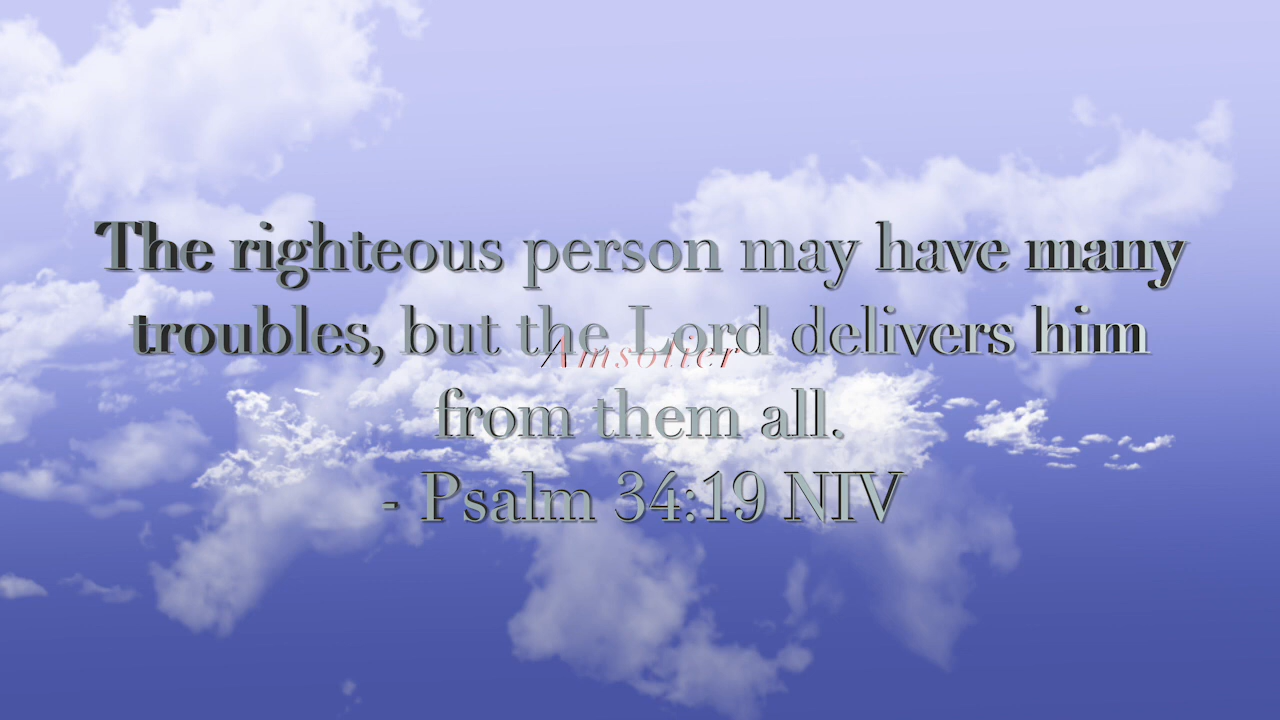 The righteous person may have many
troubles, but the Lord delivers him
Amsotier
from them all.
- Psalm 34:19 NIV